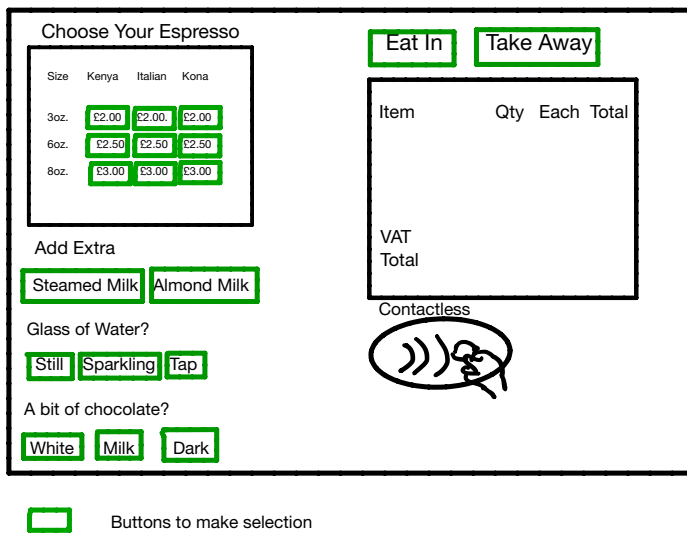 Choose Your Espresso
Size Kenya Italian Kona
3oz. £2.00 £2.00. £2.00
6oz. £2.50 £2.50 £2.50
8oz. £3.00 £3.00 £3.00
Add Extra
Steamed Milk Almond Milk
Glass of Water?
Still Sparkling Tap
A bit of chocolate?
White Milk Dark
Eat In Take Away
Item Qty Each Total
VAT
Total
Contactless
Buttons to make selection